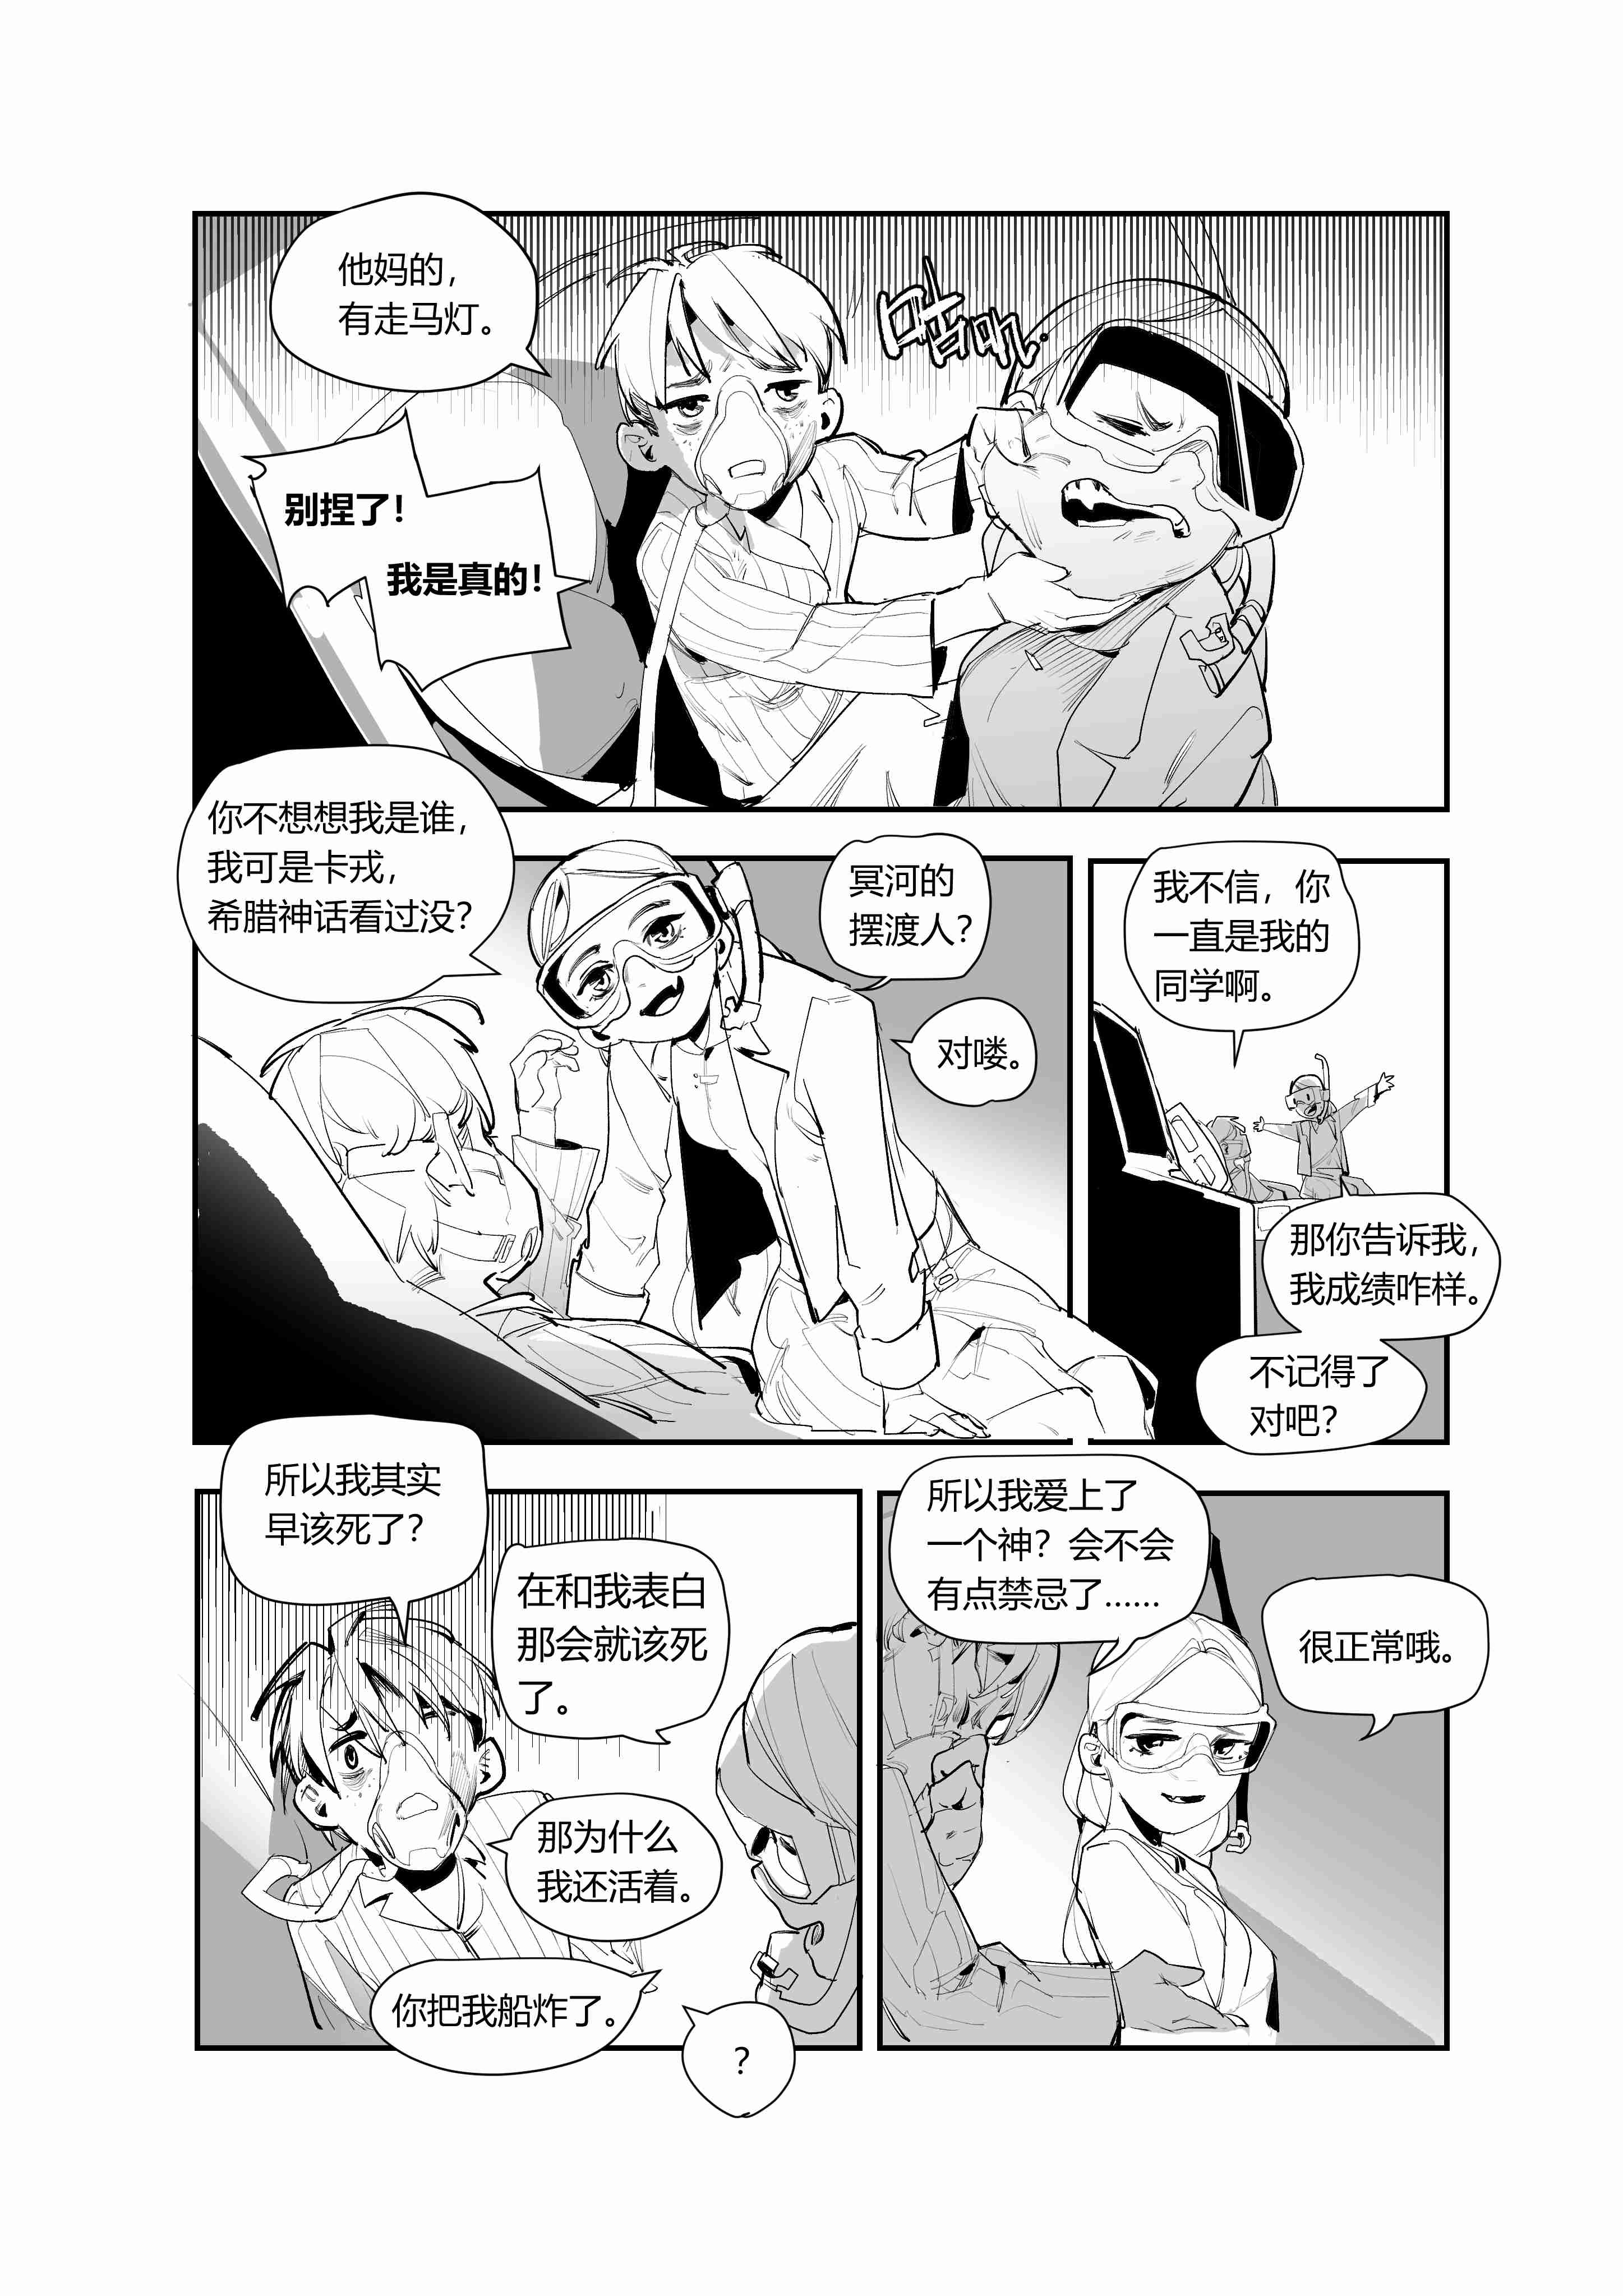 他妈的，
有走马灯。
咭叽
别捏了！
我是真的！
你不想想我是谁，
我可是卡戎，
希腊神话看过没？
冥河的
摆渡人？
对喽。
我不信，你
一直是我的
同学啊。
那你告诉我，
我成绩咋样。
不记得了
对吧？
所以我其实
早该死了？
在和我表白
那会就该死
了。
那为什么
我还活着。
你把我船炸了。
？
所以我爱上了
一个神？会不会
有点禁忌了……
很正常哦。